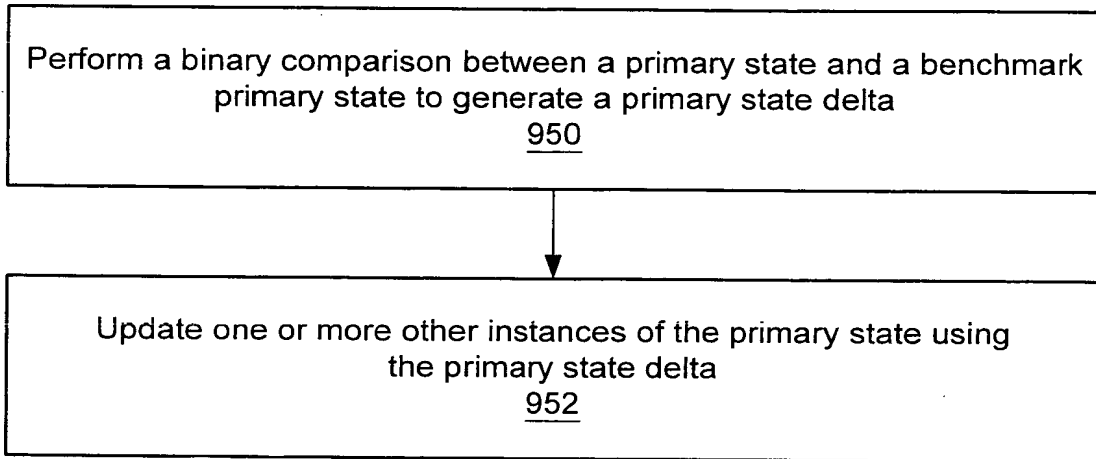 Perform a binary comparison between a primary state and a benchmark
primary state to generate a primary state delta
950
Update one or more other instances of the primary state using
the primary state delta
952